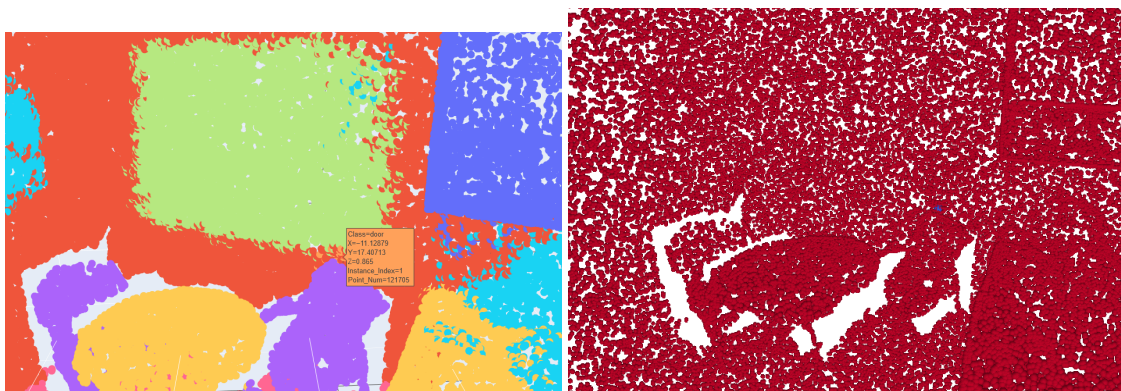 Class=door
X=-11.12879
Y=17.40713
Z=0.865
Instance_Index=1
Point_Num=121705